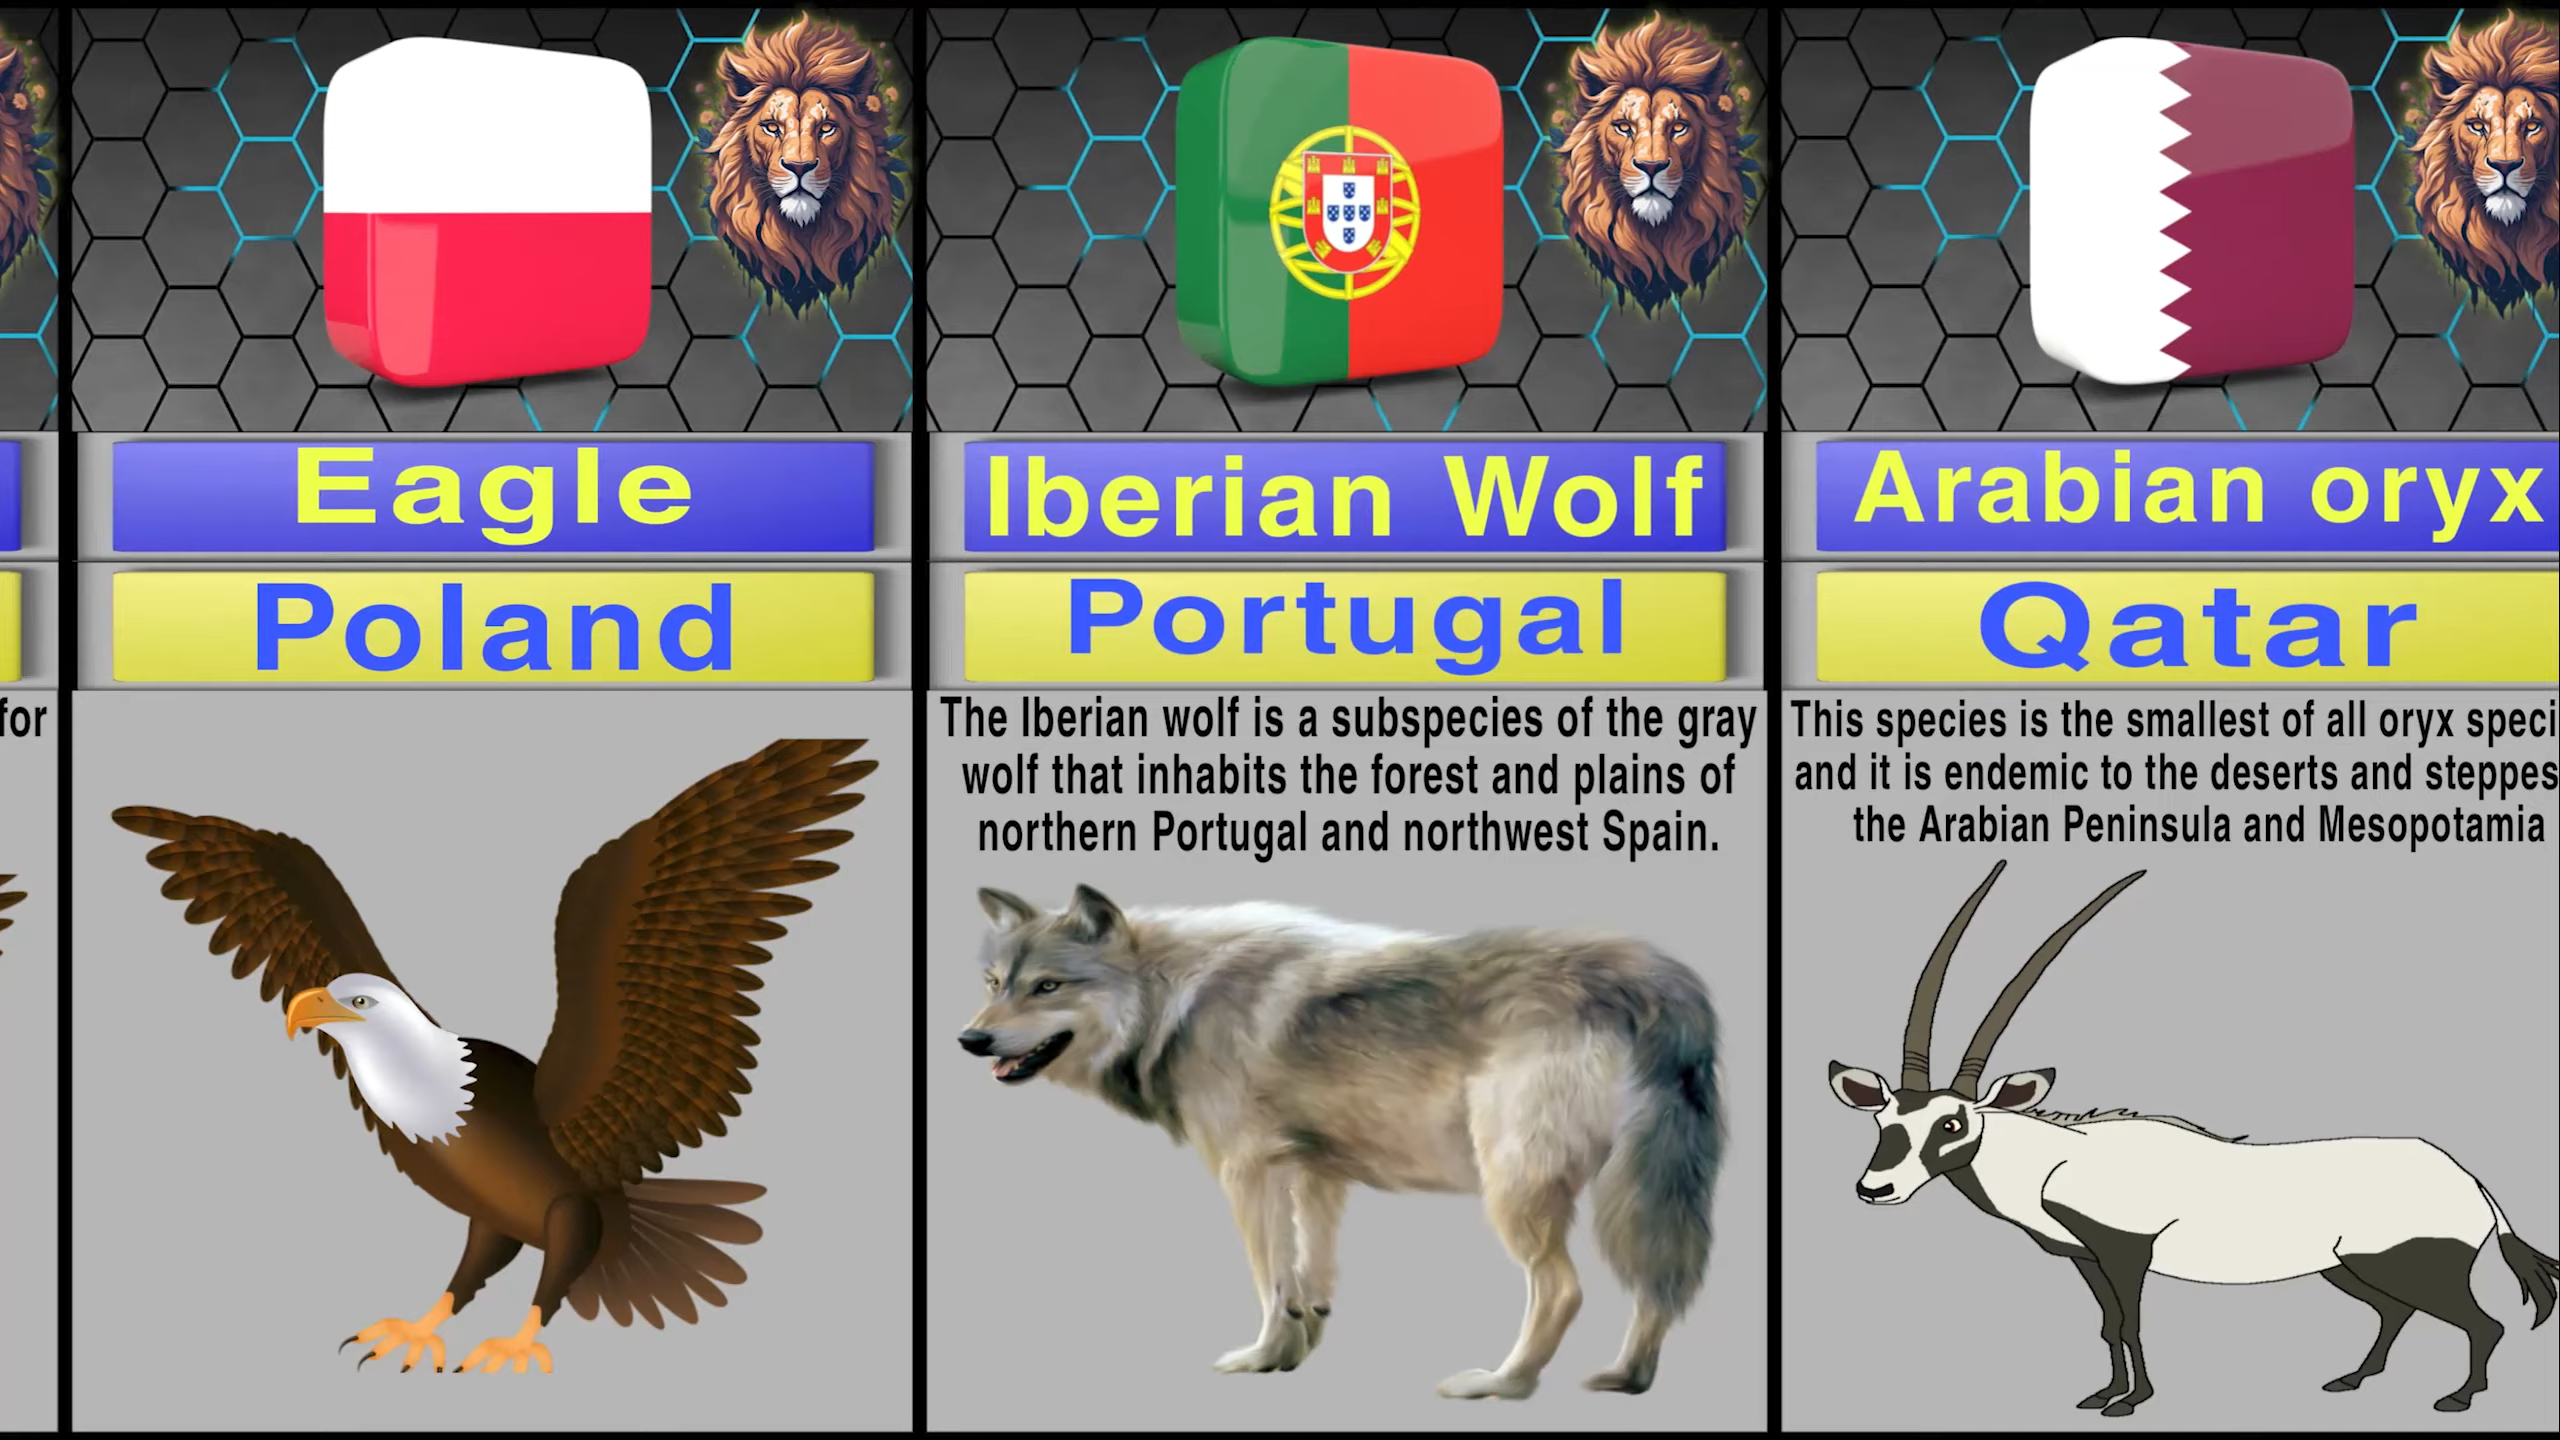 for
Eagle
Poland
Iberian Wolf
Portugal
The Iberian wolf is a subspecies of the gray
wolf that inhabits the forest and plains of
northern Portugal and northwest Spain.
Arabian oryx
Qatar
This species is the smallest of all oryx speci
and it is endemic to the deserts and steppes
the Arabian Peninsula and Mesopotamia